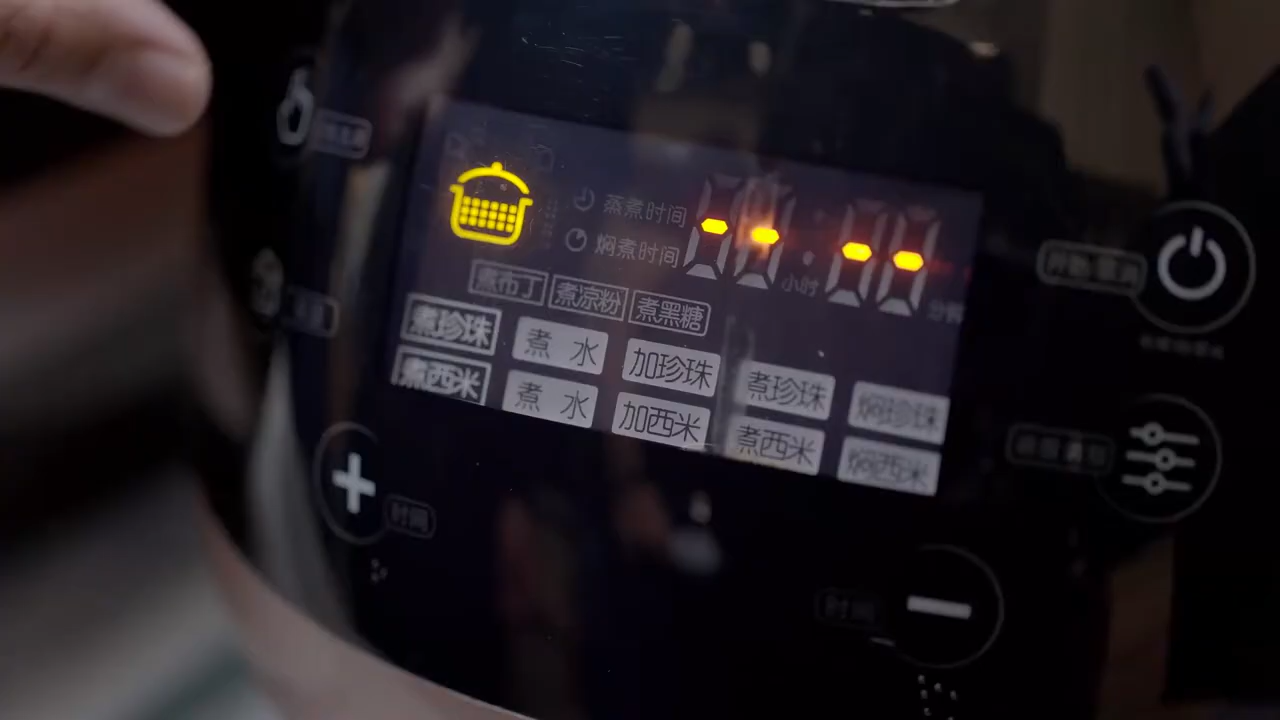 蒸煮时间
焖煮时间
-- --
小时
分钟
煮布丁 煮凉粉 煮黑糖
煮珍珠 煮 水 加珍珠 煮珍珠 焖珍珠
煮西米 煮 水 加西米 煮西米 焖西米
+ 时间
时间 −